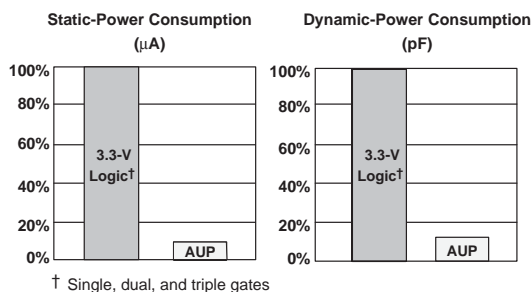 Static-Power Consumption
(μA)
100%
80%
60%
40%
20%
0%
3.3-V
Logic†
AUP
Dynamic-Power Consumption
(pF)
100%
80%
60%
40%
20%
0%
3.3-V
Logic†
AUP
† Single, dual, and triple gates